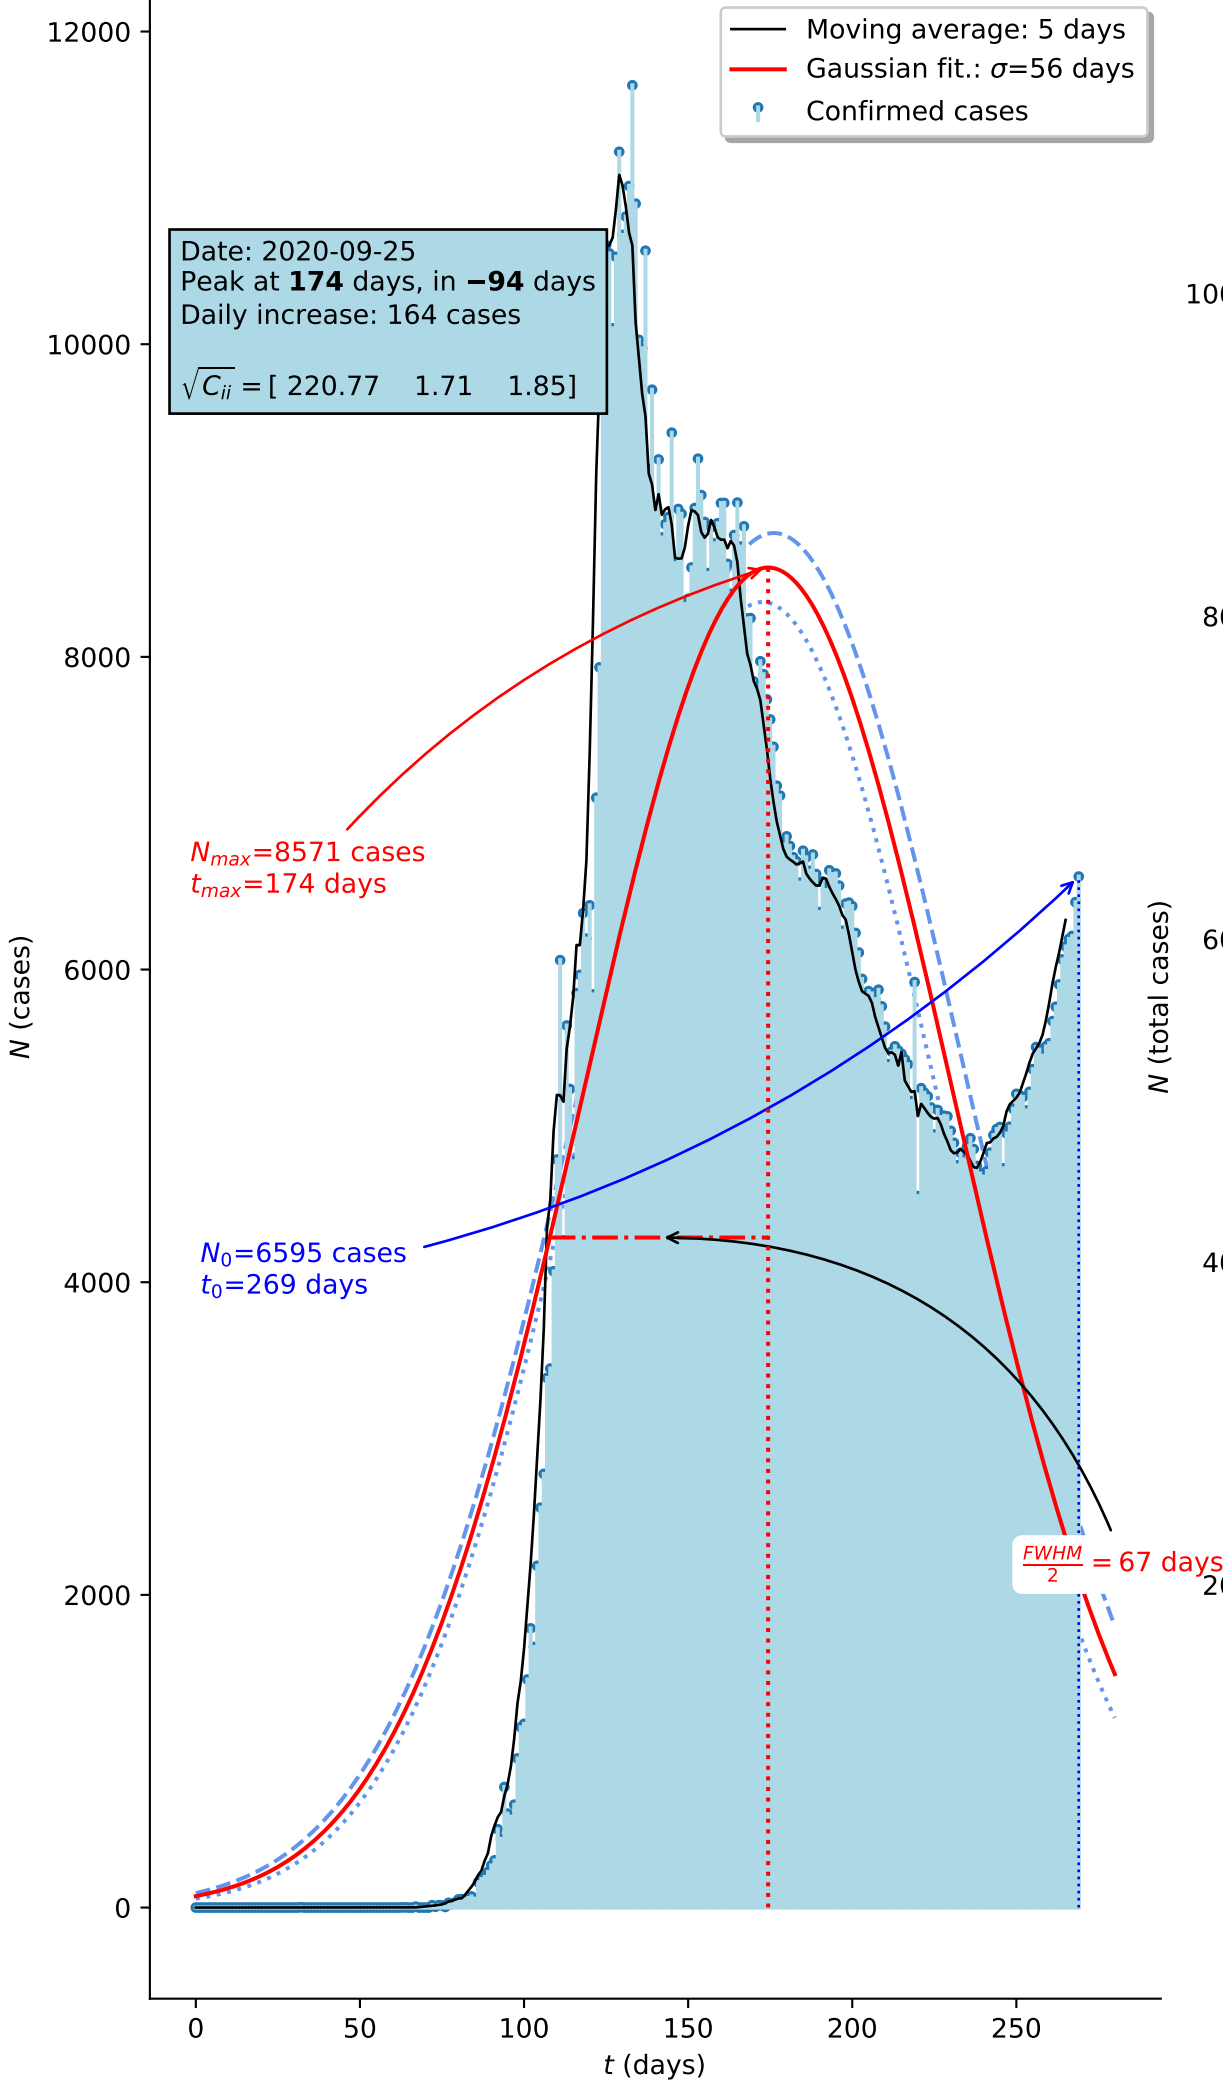 Moving average: 5 days
Gaussian fit.: σ=56 days
Confirmed cases
Date: 2020-09-25
Peak at 174 days, in −94 days
Daily increase: 164 cases
√C_ii = [ 220.77 1.71 1.85]
N_max=8571 cases
t_max=174 days
N_0=6595 cases
t_0=269 days
FWHM/2 = 67 days
12000
10000
8000
6000
4000
2000
0
N (cases)
0 50 100 150 200 250
t (days)
N (total cases)